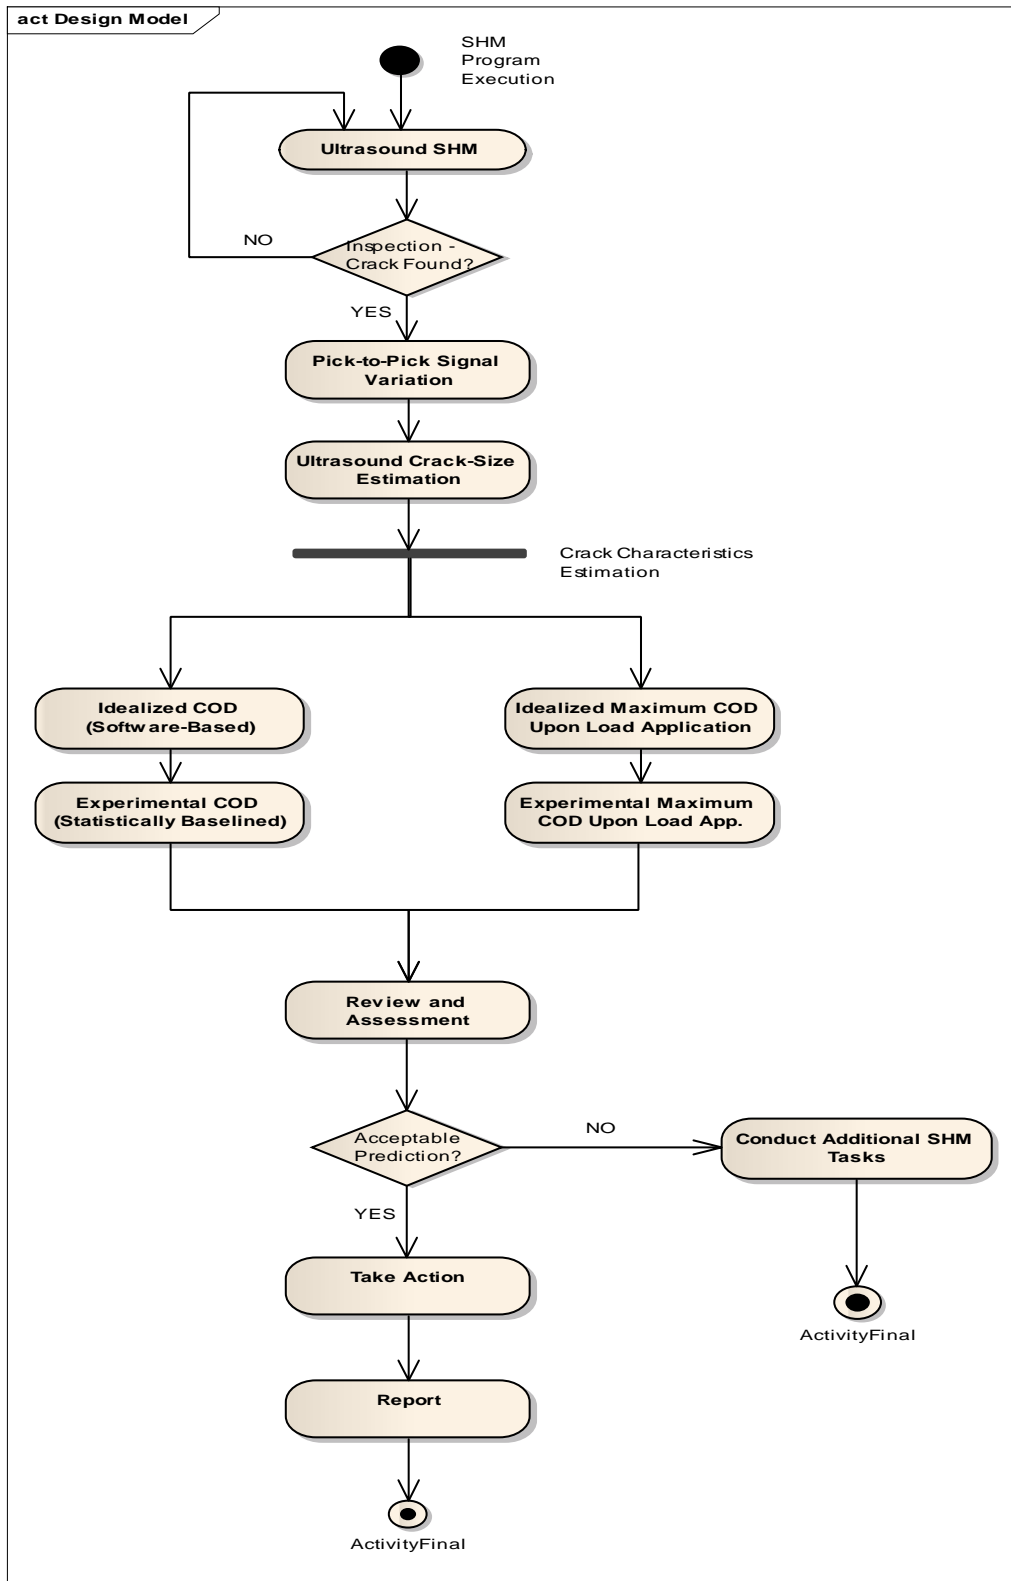 act Design Model
SHM
Program
Execution
Ultrasound SHM
NO
Inspection -
Crack Found?
YES
Pick-to-Pick Signal
Variation
Ultrasound Crack-Size
Estimation
Crack Characteristics
Estimation
Idealized COD
(Software-Based)
Idealized Maximum COD
Upon Load Application
Experimental COD
(Statistically Baselined)
Experimental Maximum
COD Upon Load App.
Review and
Assessment
Acceptable
Prediction?
NO
Conduct Additional SHM
Tasks
YES
Take Action
ActivityFinal
Report
ActivityFinal